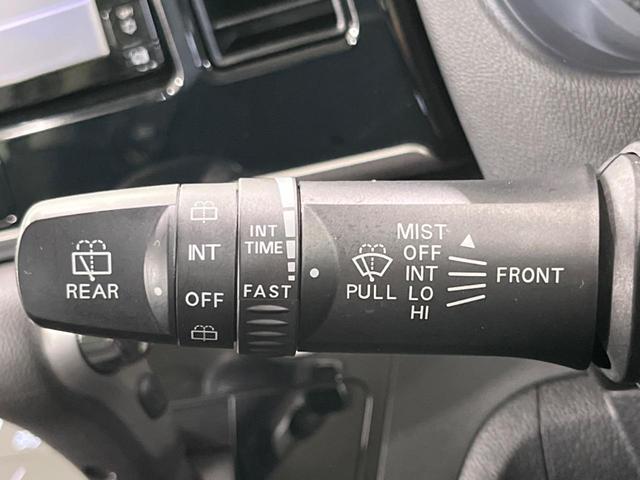 REAR
INT
OFF
INT
TIME
FAST
PULL
MIST
OFF
INT
LO
HI
FRONT